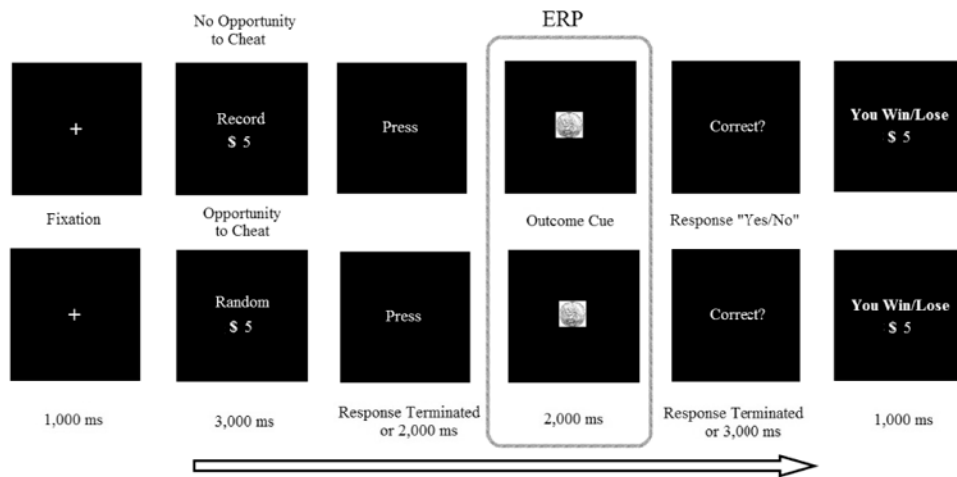 ERP
No Opportunity
to Cheat
+
Record
$ 5
Press
Correct?
You Win/Lose
$ 5
Fixation
Opportunity
to Cheat
Outcome Cue
Response "Yes/No"
+
Random
$ 5
Press
Correct?
You Win/Lose
$ 5
1,000 ms
3,000 ms
Response Terminated
or 2,000 ms
2,000 ms
Response Terminated
or 3,000 ms
1,000 ms